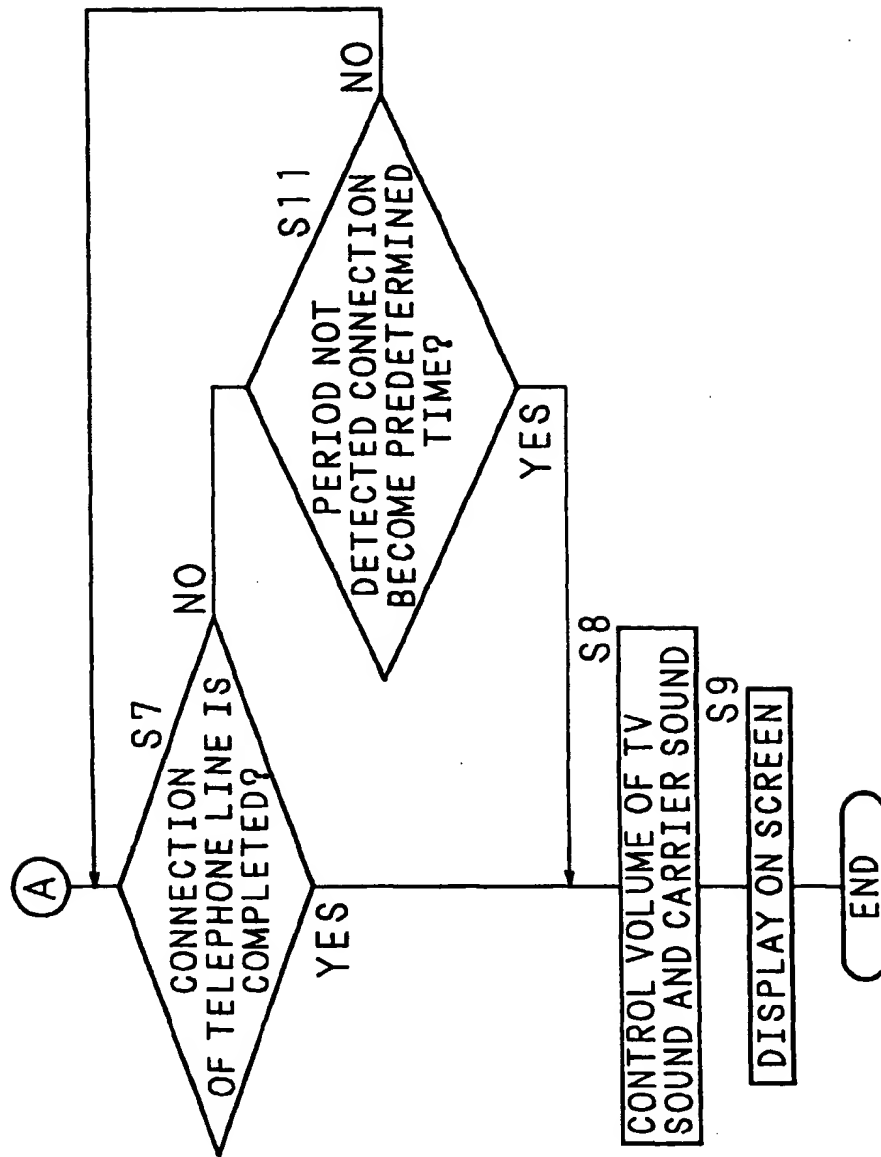 A
S7
CONNECTION
OF TELEPHONE LINE IS
COMPLETED?
NO
YES
S11
PERIOD NOT
DETECTED CONNECTION
BECOME PREDETERMINED
TIME?
NO
YES
S8
CONTROL VOLUME OF TV
SOUND AND CARRIER SOUND
S9
DISPLAY ON SCREEN
END